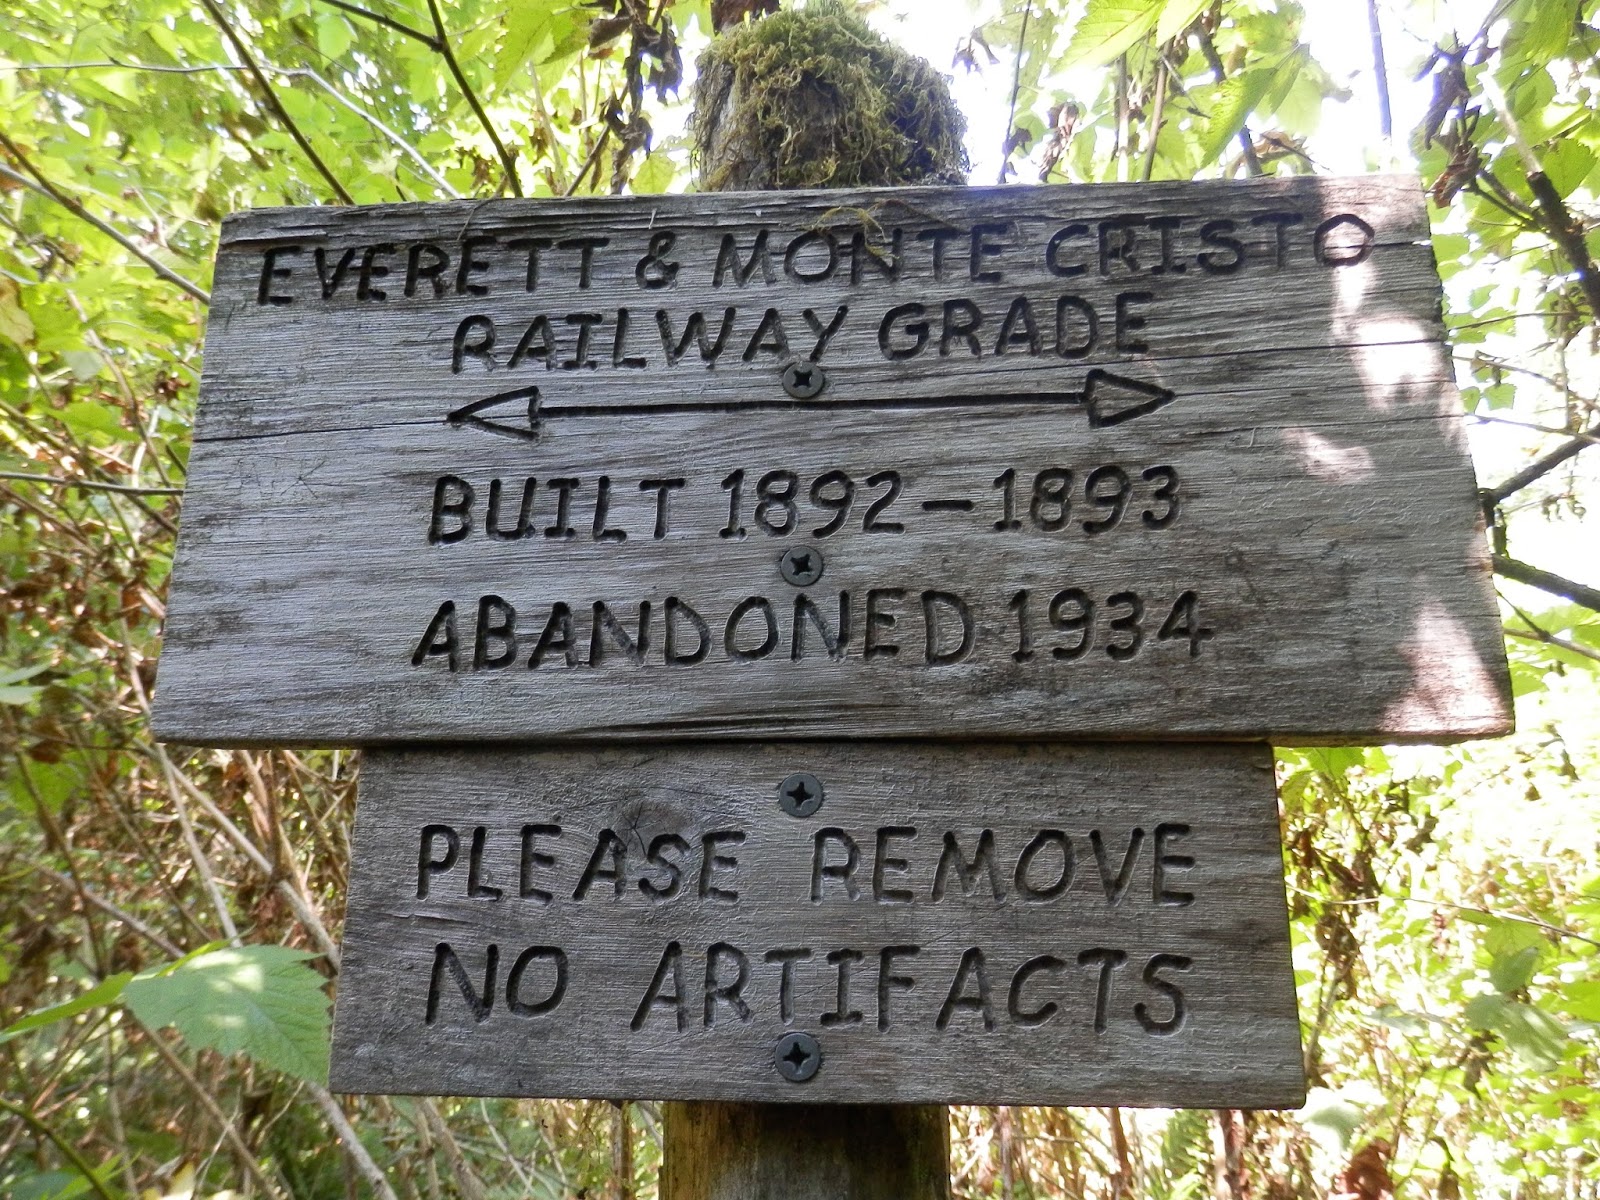 EVERETT & MONTE CRISTO
RAILWAY GRADE
BUILT 1892-1893
ABANDONED 1934
PLEASE REMOVE
NO ARTIFACTS